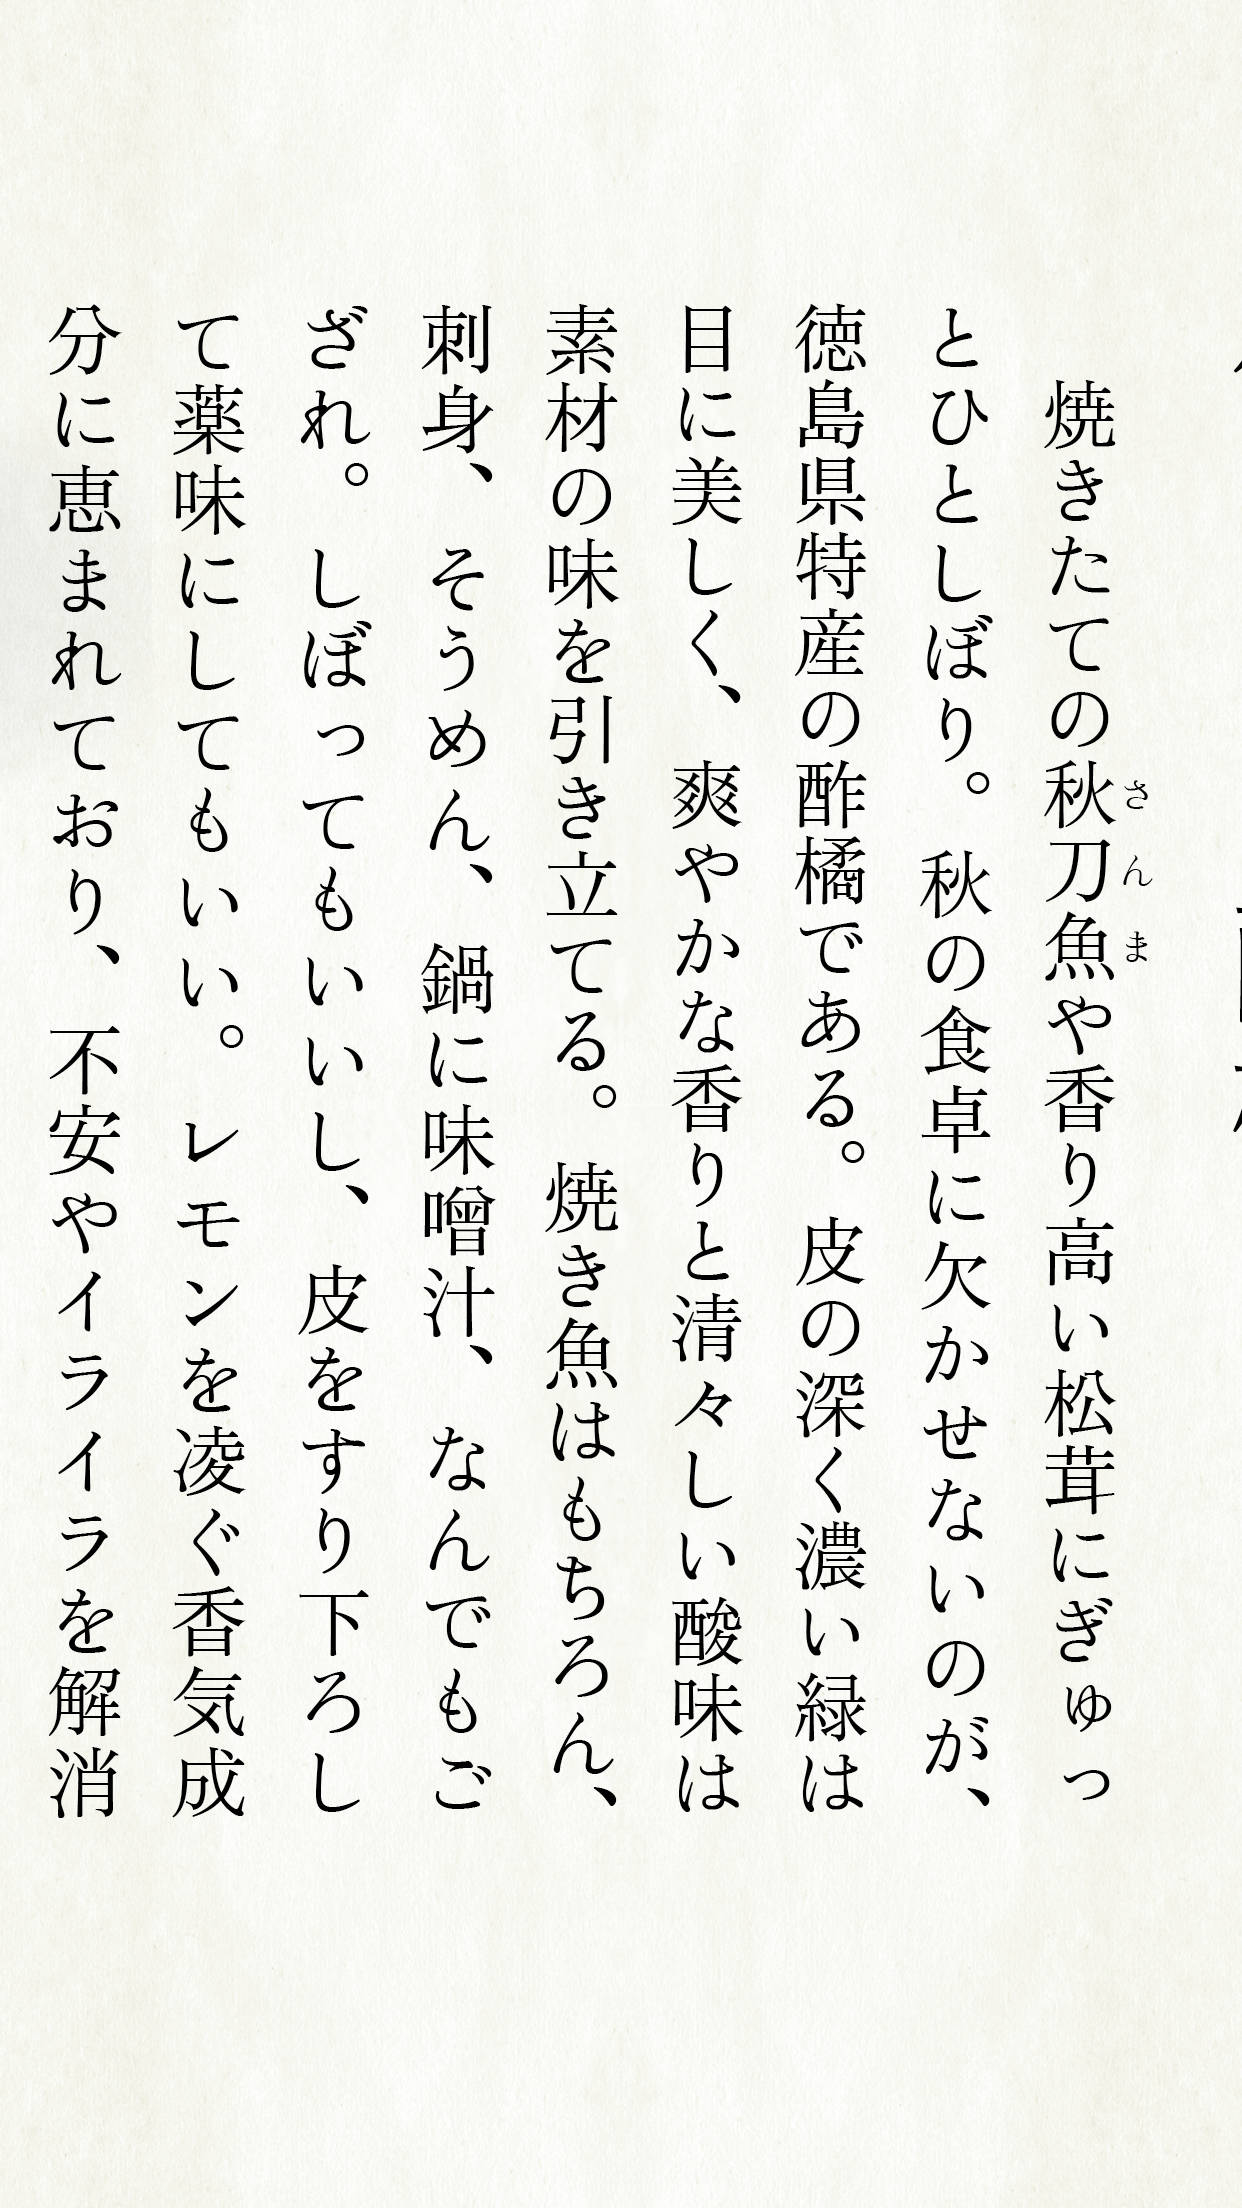 焼きたての秋刀魚や香り高い松茸にぎゅっ
さんま
とひとしぼり。秋の食卓に欠かせないのが、
徳島県特産の酢橘である。皮の深く濃い緑は
目に美しく、爽やかな香りと清々しい酸味は
素材の味を引き立てる。焼き魚はもちろん、
刺身、そうめん、鍋に味噌汁、なんでもご
ざれ。しぼってもいいし、皮をすり下ろし
て薬味にしてもいい。レモンを凌ぐ香気成
分に恵まれており、不安やイライラを解消